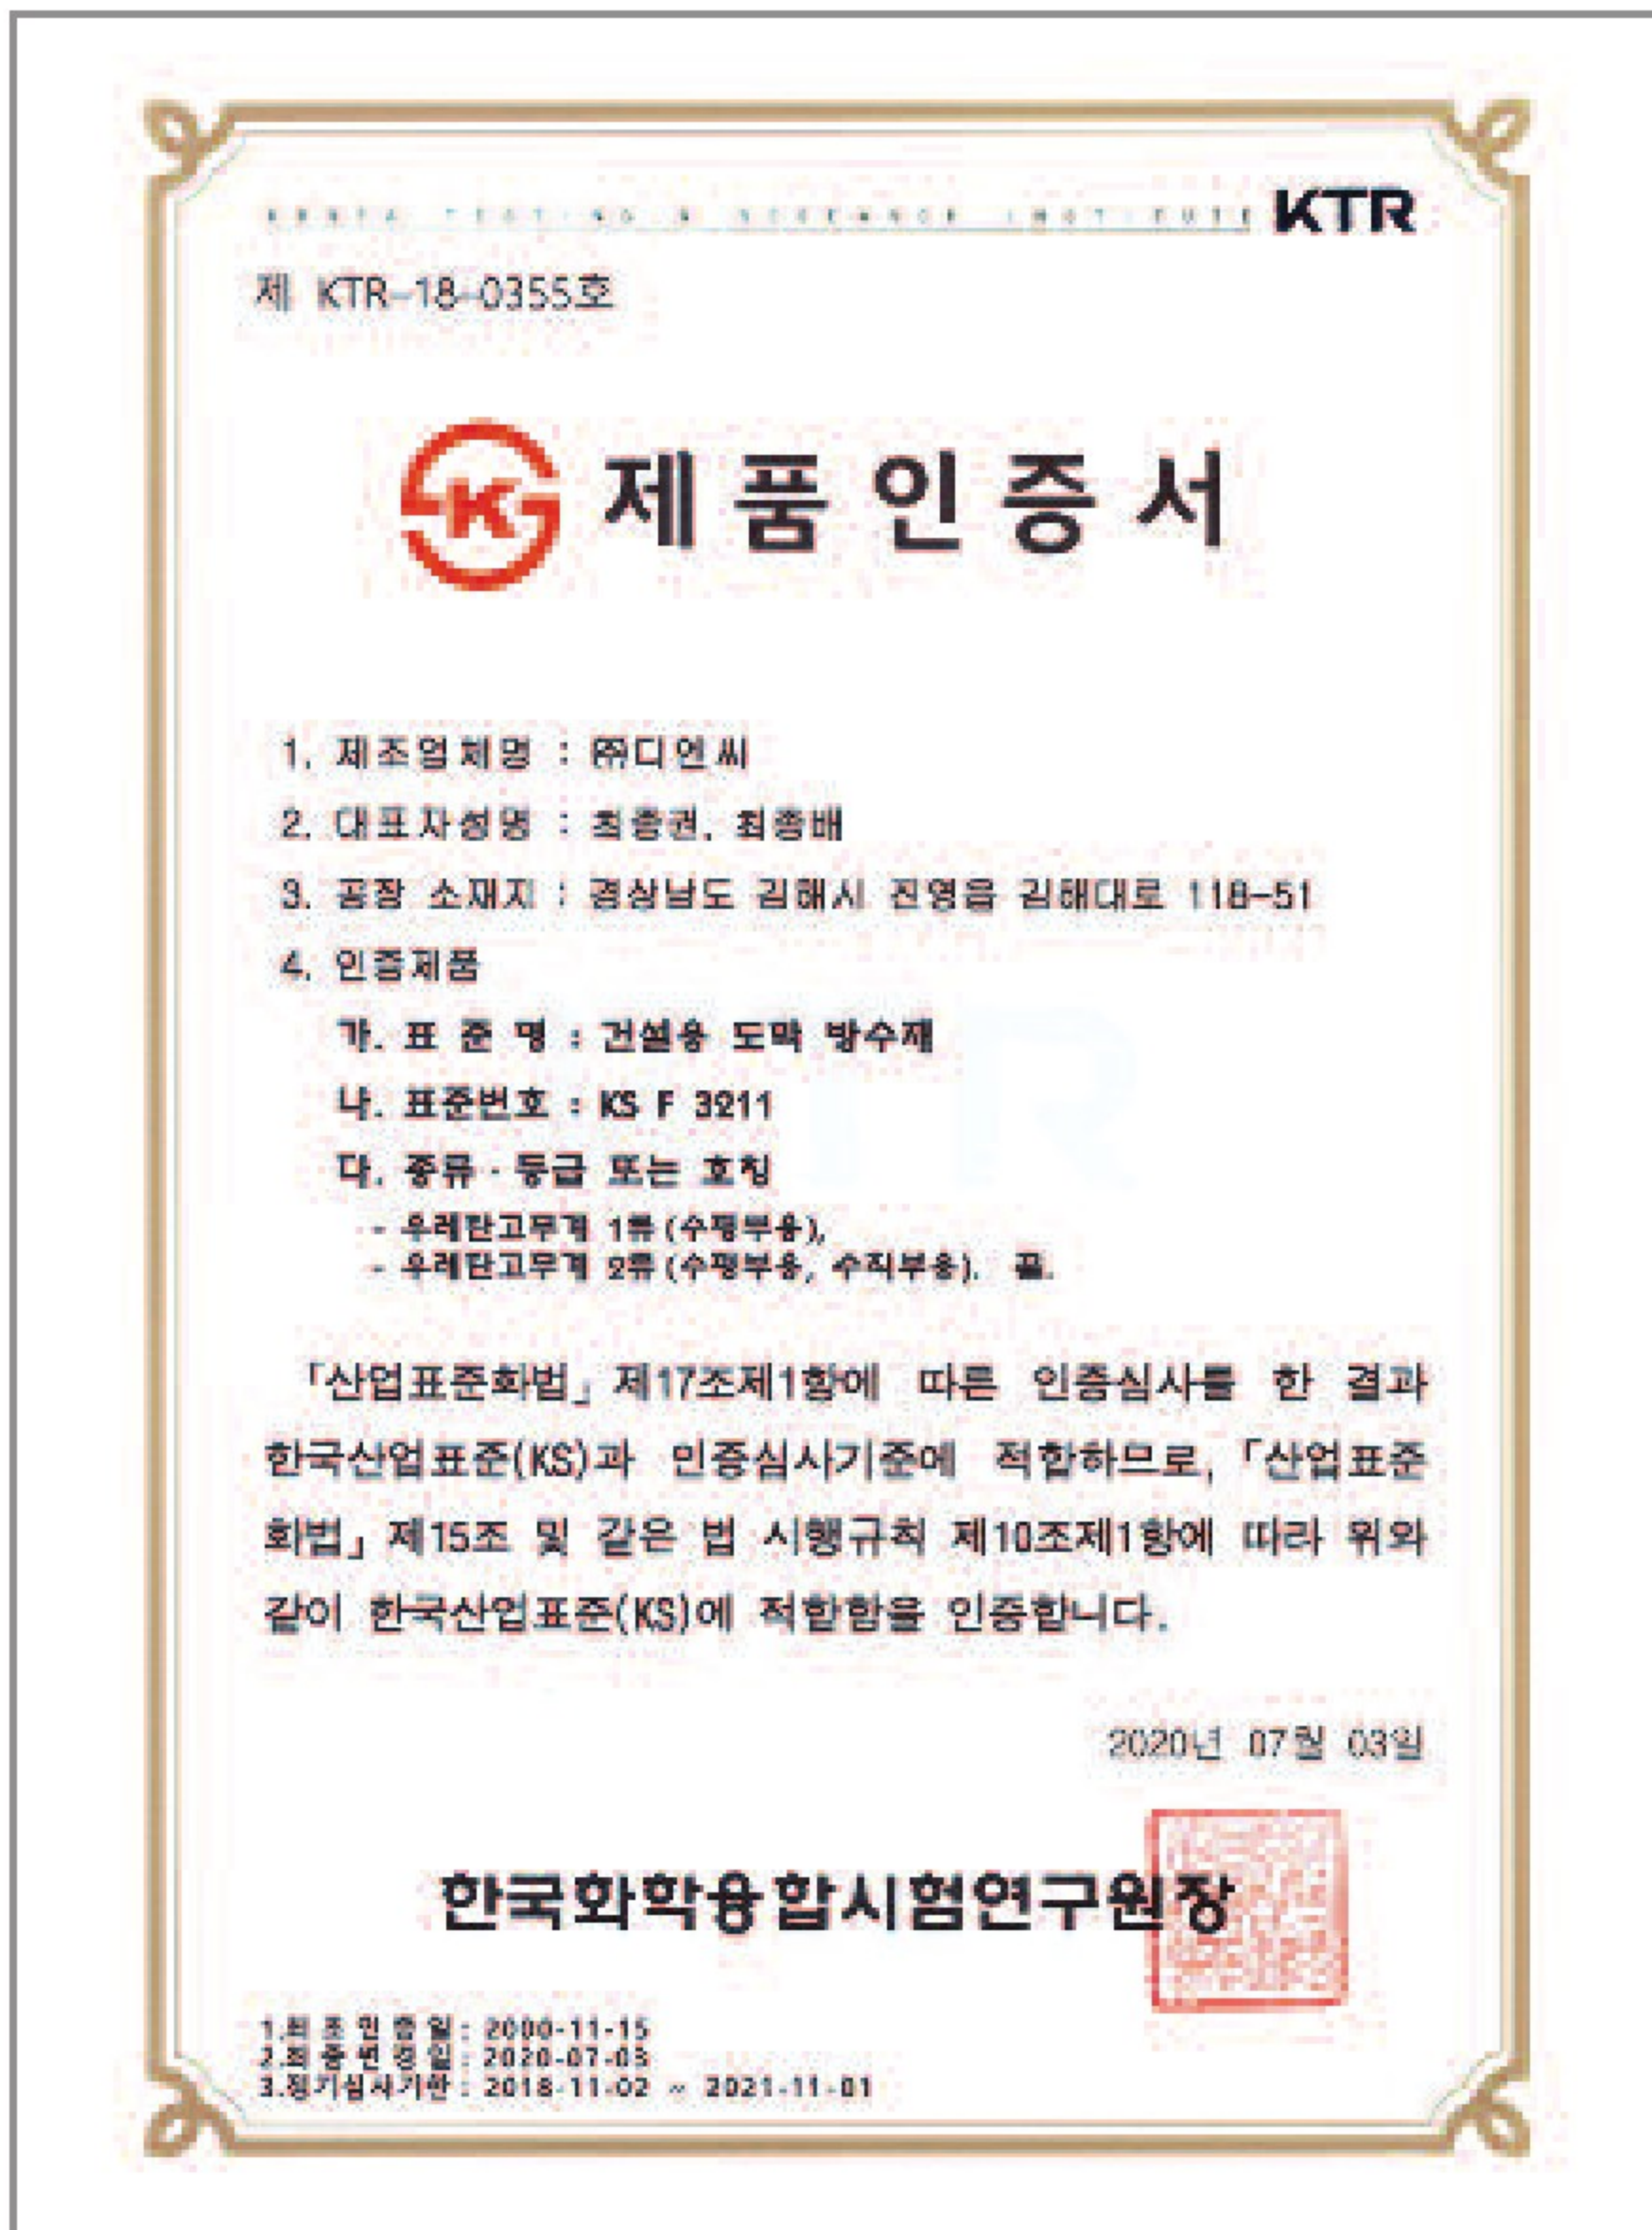 KTR
제 KTR-18-0355호
제품인증서
1. 제조업체명 : ㈜디엔씨
2. 대표자성명 : 최종권, 최종배
3. 공장 소재지 : 경상남도 김해시 진영읍 김해대로 118-51
4. 인증제품
가. 표 준 명 : 건설용 도막 방수재
나. 표준번호 : KS F 3211
다. 종류·등급 또는 호칭
- 우레탄고무계 1류(수평부용),
- 우레탄고무계 2류(수평부용, 수직부용). 끝.
「산업표준화법」 제17조제1항에 따른 인증심사를 한 결과
한국산업표준(KS)과 인증심사기준에 적합하므로, 「산업표준
화법」 제15조 및 같은 법 시행규칙 제10조제1항에 따라 위와
같이 한국산업표준(KS)에 적합함을 인증합니다.
2020년 07월 03일
한국화학융합시험연구원장
1.최초인증일: 2000-11-15
2.최종변경일: 2020-07-03
3.정기심사기한: 2018-11-02 ~ 2021-11-01